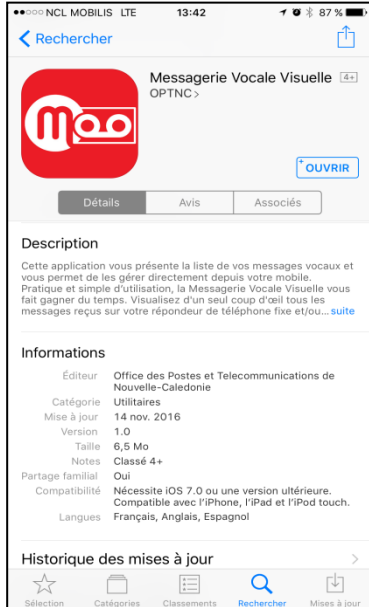 NCL MOBILIS LTE 13:42 87 %
Rechercher
Messagerie Vocale Visuelle 4+
OPTNC >
OUVRIR
Détails Avis Associés
Description
Cette application vous présente la liste de vos messages vocaux et
vous permet de les gérer directement depuis votre mobile.
Pratique et simple d'utilisation, la Messagerie Vocale Visuelle vous
fait gagner du temps. Visualisez d'un seul coup d'œil tous les
messages reçus sur votre répondeur de téléphone fixe et/ou... suite
Informations
Éditeur Office des Postes et Telecommunications de
Nouvelle-Caledonie
Catégorie Utilitaires
Mise à jour 14 nov. 2016
Version 1.0
Taille 6,5 Mo
Notes Classé 4+
Partage familial Oui
Compatibilité Nécessite iOS 7.0 ou une version ultérieure.
Compatible avec l'iPhone, l'iPad et l'iPod touch.
Langues Français, Anglais, Espagnol
Historique des mises à jour
Sélection Catégories Classements Rechercher Mises à jour